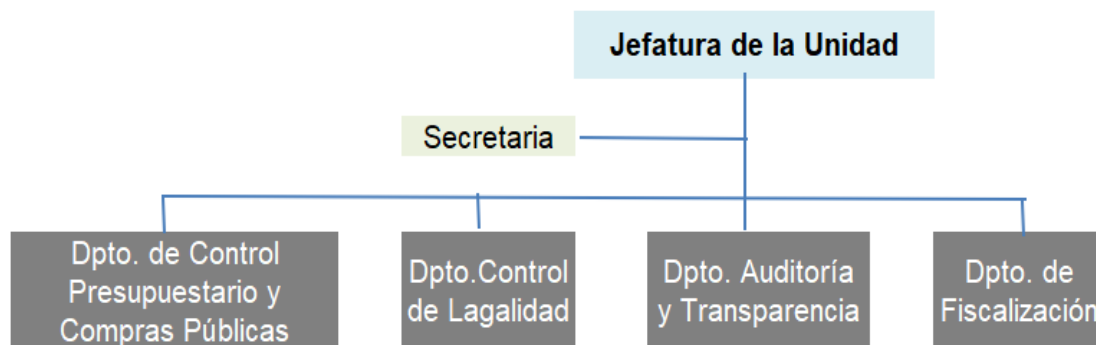 Jefatura de la Unidad
Secretaria
Dpto. de Control
Presupuestario y
Compras Públicas
Dpto.Control
de Lagalidad
Dpto. Auditoría
y Transparencia
Dpto. de
Fiscalización